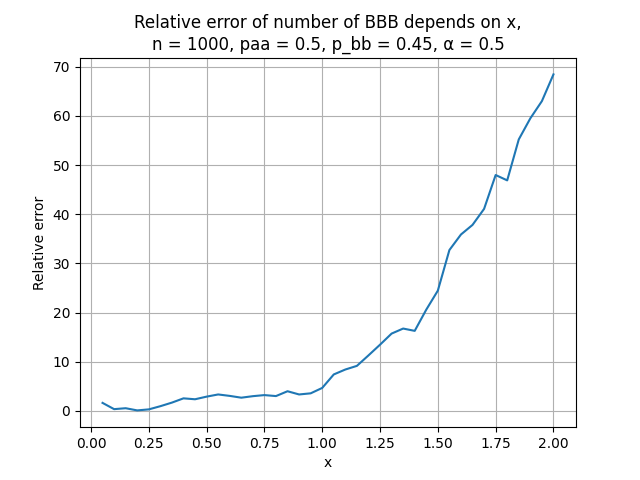 Relative error of number of BBB depends on x,
n = 1000, paa = 0.5, p_bb = 0.45, α = 0.5
70
60
50
40
30
20
10
0
Relative error
0.00 0.25 0.50 0.75 1.00 1.25 1.50 1.75 2.00
x